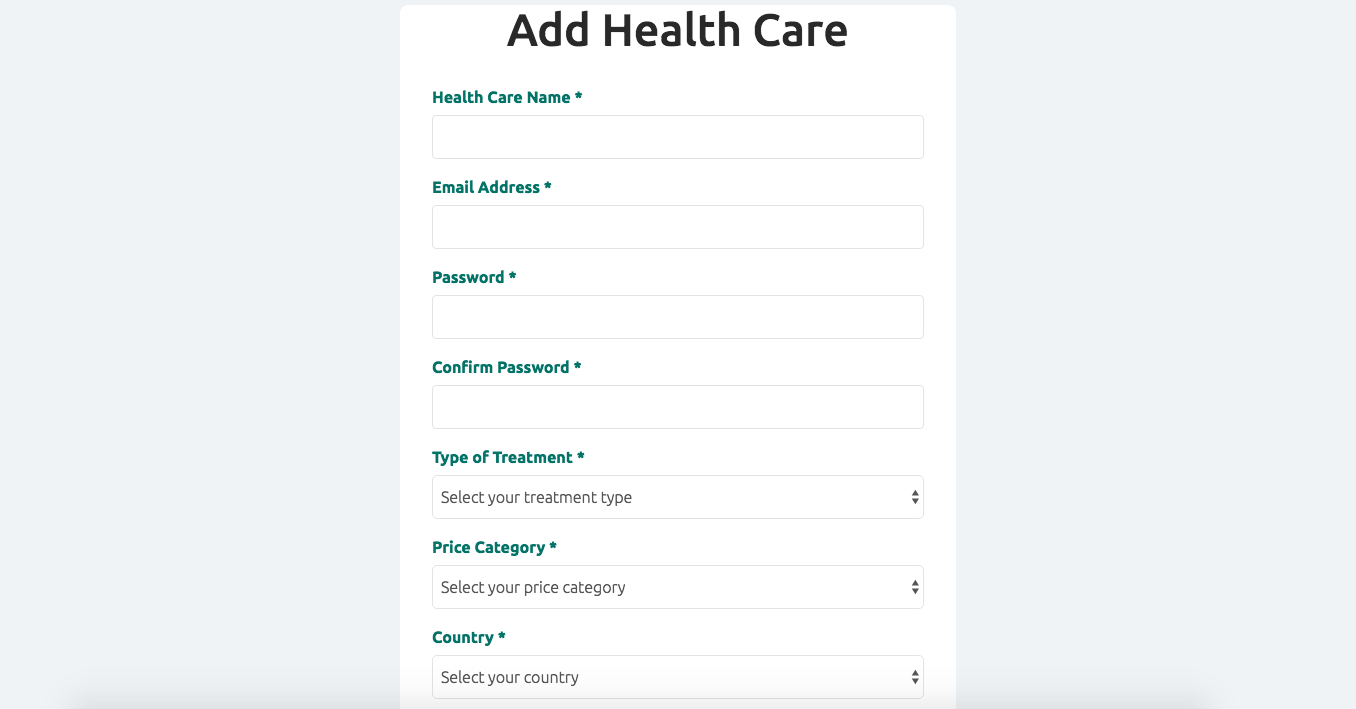 Add Health Care
Health Care Name *
Email Address *
Password *
Confirm Password *
Type of Treatment *
Select your treatment type
Price Category *
Select your price category
Country *
Select your country